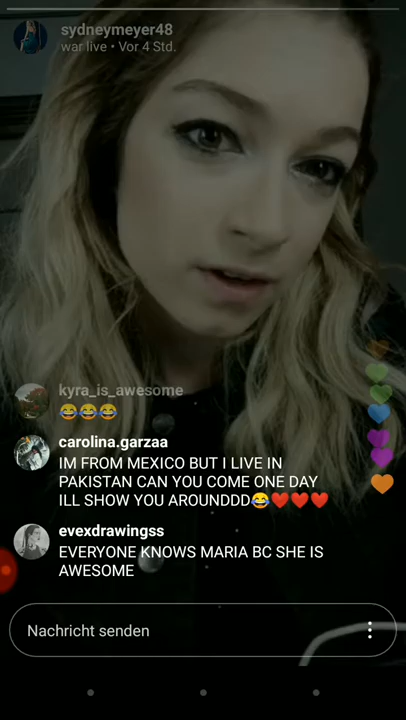 sydneymeyer48
war live • Vor 4 Std.
kyra_is_awesome
😂😂😂
carolina.garzaa
IM FROM MEXICO BUT I LIVE IN
PAKISTAN CAN YOU COME ONE DAY
ILL SHOW YOU AROUNDDD😂❤️❤️❤️
evexdrawingss
EVERYONE KNOWS MARIA BC SHE IS
AWESOME
Nachricht senden